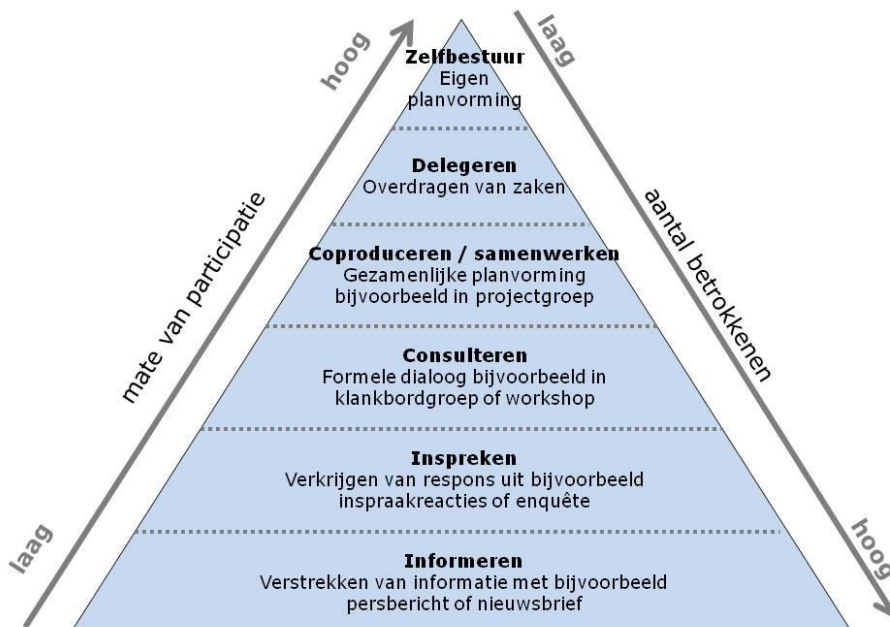 hoog
laag
Zelfbestuur
Eigen
planvorming
Delegeren
Overdragen van zaken
mate van participatie
aantal betrokkenen
Coproduceren / samenwerken
Gezamenlijke planvorming
bijvoorbeeld in projectgroep
Consulteren
Formele dialoog bijvoorbeeld in
klankbordgroep of workshop
Inspreken
Verkrijgen van respons uit bijvoorbeeld
inspraakreacties of enquête
laag
hoog
Informeren
Verstrekken van informatie met bijvoorbeeld
persbericht of nieuwsbrief